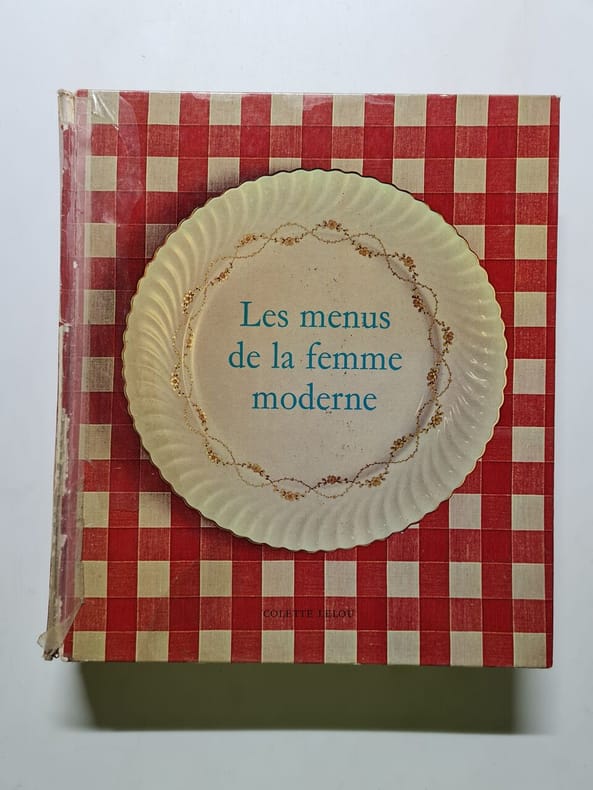 Les menus
de la femme
moderne
COLETTE LELOU